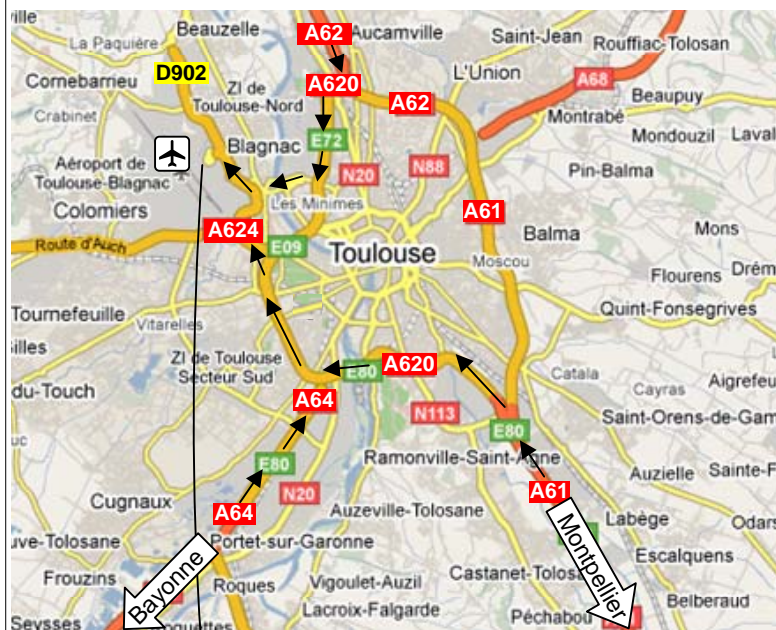 ville
Beauzelle
A62
Aucamville
Saint-Jean
Rouffiac-Tolosan
La Paquière
D902
A620
L'Union
A68
Cornebarrieu
ZI de
Toulouse-Nord
A62
Beaupuy
Crabinet
Montrabé
E72
Mondouzil
Laval
Blagnac
N20
N88
Aéroport de
Toulouse-Blagnac
Pin-Balma
Les Minimes
Colomiers
A61
A624
Balma
Mons
Route d'Auch
E09
Toulouse
Moscou
Flourens
Drém
Tournefeuille
Quint-Fonsegrives
Vitarelles
illes
ZI de Toulouse
Secteur Sud
E80
A620
Catala
Cayras
Aigrefeu
du-Touch
A64
N113
Saint-Orens-de-Gam
E80
Ramonville-Saint-Agne
E80
Auzielle
Sainte-F
N20
A61
Cugnaux
A64
Auzeville-Tolosane
Labège
Odars
uve-Tolosane
Portet-sur-Garonne
Montpellier
Escalquens
Frouzins
Bayonne
Roques
Vigoulet-Auzil
Castanet-Tolosa
Belberaud
Seysses
oquettes
Lacroix-Falgarde
Péchabou